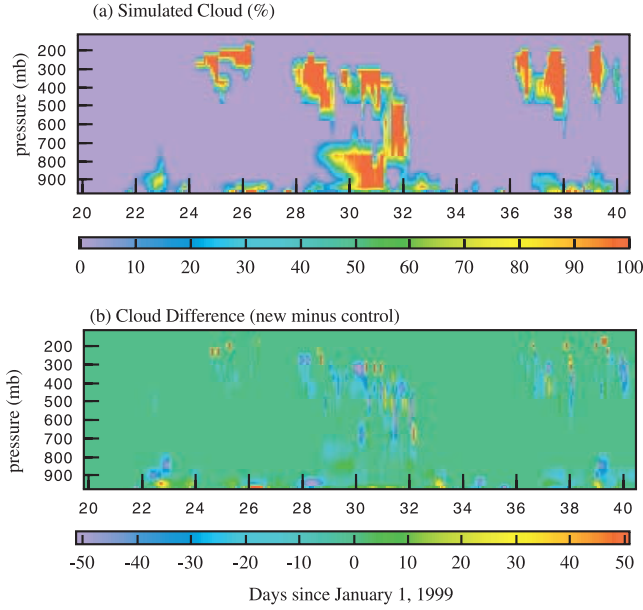 (a) Simulated Cloud (%)
pressure (mb)
200
300
400
500
600
700
800
900
20 22 24 26 28 30 32 34 36 38 40
0 10 20 30 40 50 60 70 80 90 100
(b) Cloud Difference (new minus control)
pressure (mb)
200
300
400
500
600
700
800
900
20 22 24 26 28 30 32 34 36 38 40
-50 -40 -30 -20 -10 0 10 20 30 40 50
Days since January 1, 1999